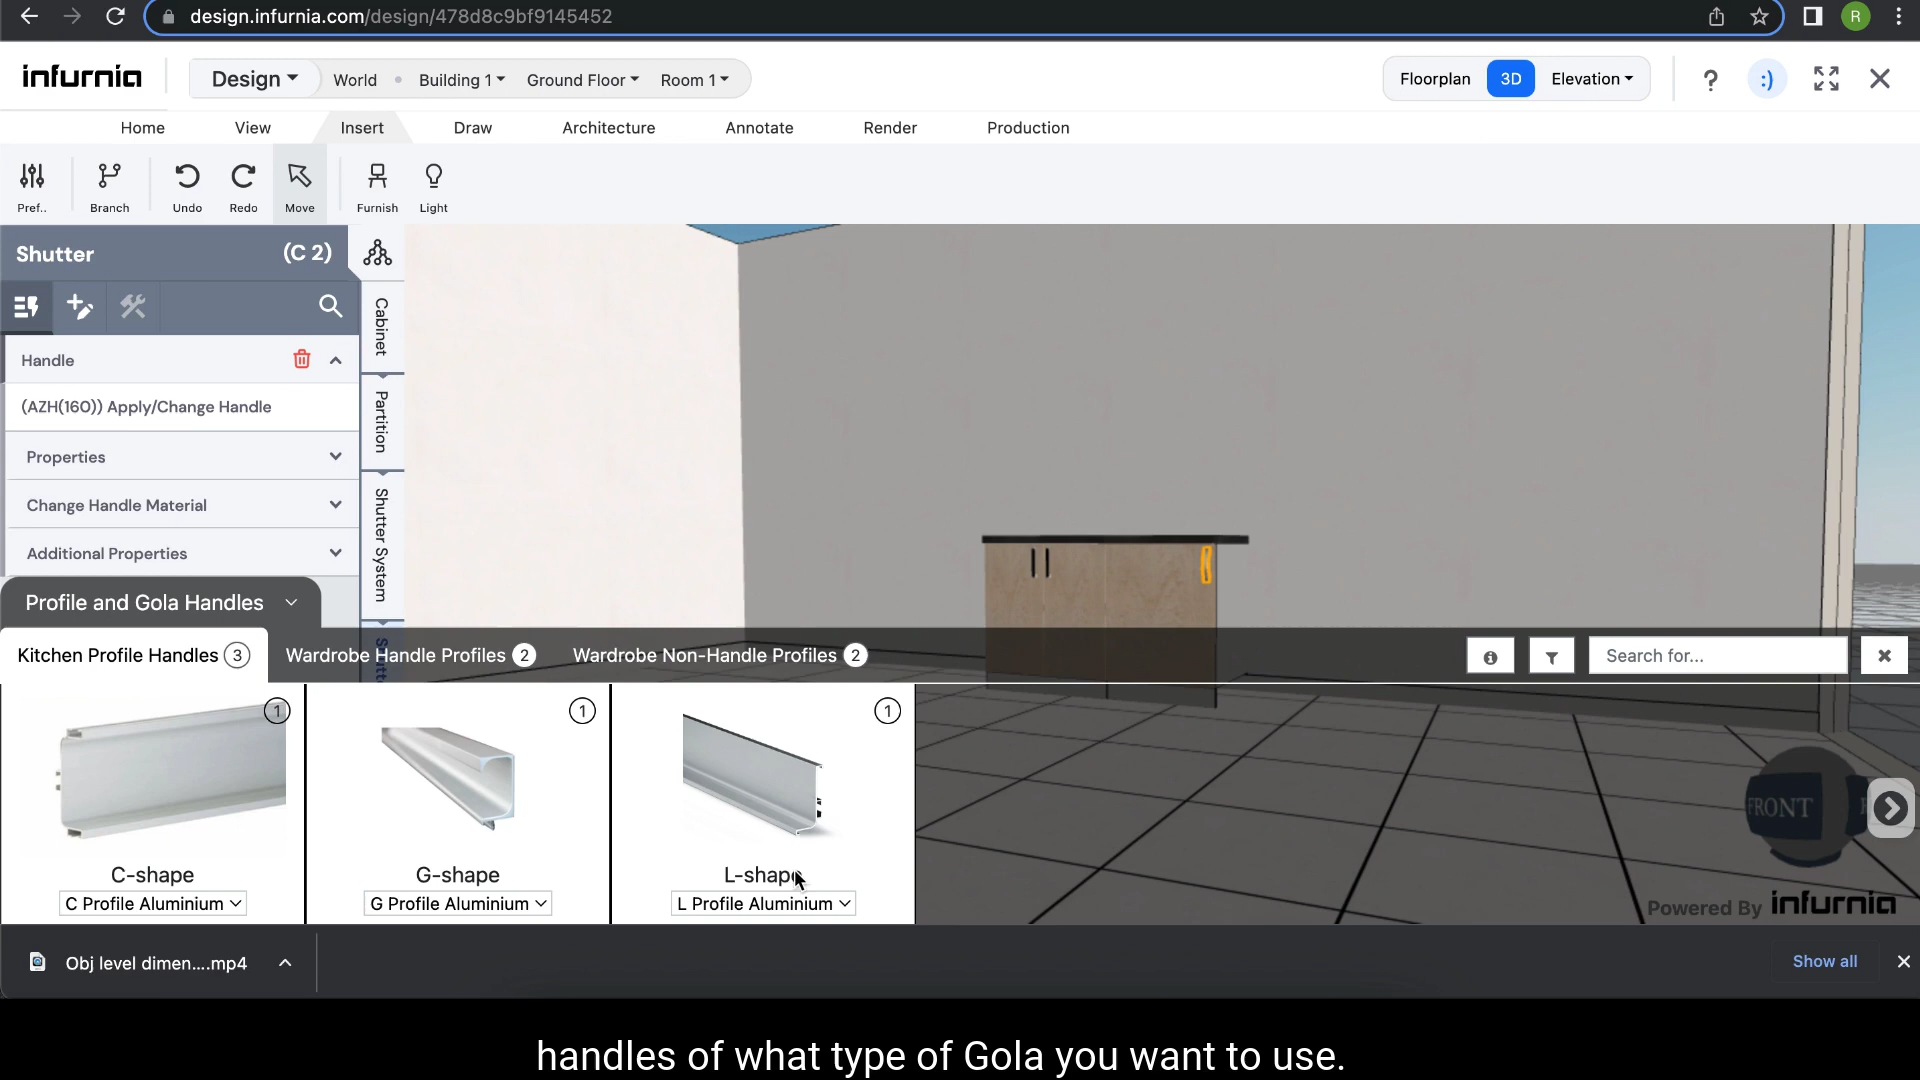 design.infurnia.com/design/478d8c9bf9145452
R
infurnia
Design
World
Building 1
Ground Floor
Room 1
Floorplan
3D
Elevation
?
:)
Home
View
Insert
Draw
Architecture
Annotate
Render
Production
Pref..
Branch
Undo
Redo
Move
Furnish
Light
Shutter
(C 2)
Cabinet
Partition
Shutter System
Handle
(AZH(160)) Apply/Change Handle
Properties
Change Handle Material
Additional Properties
Profile and Gola Handles
Kitchen Profile Handles 3
Wardrobe Handle Profiles 2
Wardrobe Non-Handle Profiles 2
Search for...
1
1
1
C-shape
G-shape
L-shape
C Profile Aluminium
G Profile Aluminium
L Profile Aluminium
FRONT
Powered By infurnia
Obj level dimen....mp4
Show all
handles of what type of Gola you want to use.